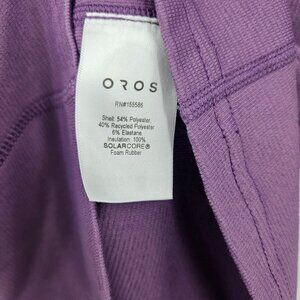 OROS
RN#155586
Shell: 54% Polyester
40% Recycled Polyester
6% Elastane
Insulation: 100%
SOLARCORE®
Foam Rubber